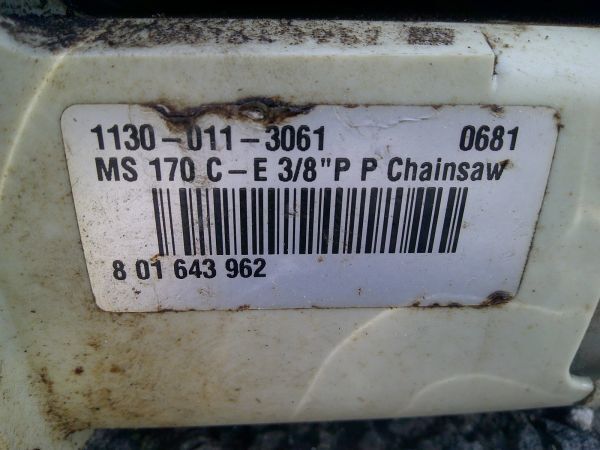 1130-011-3061 0681
MS 170 C-E 3/8"P P Chainsaw
8 01 643 962